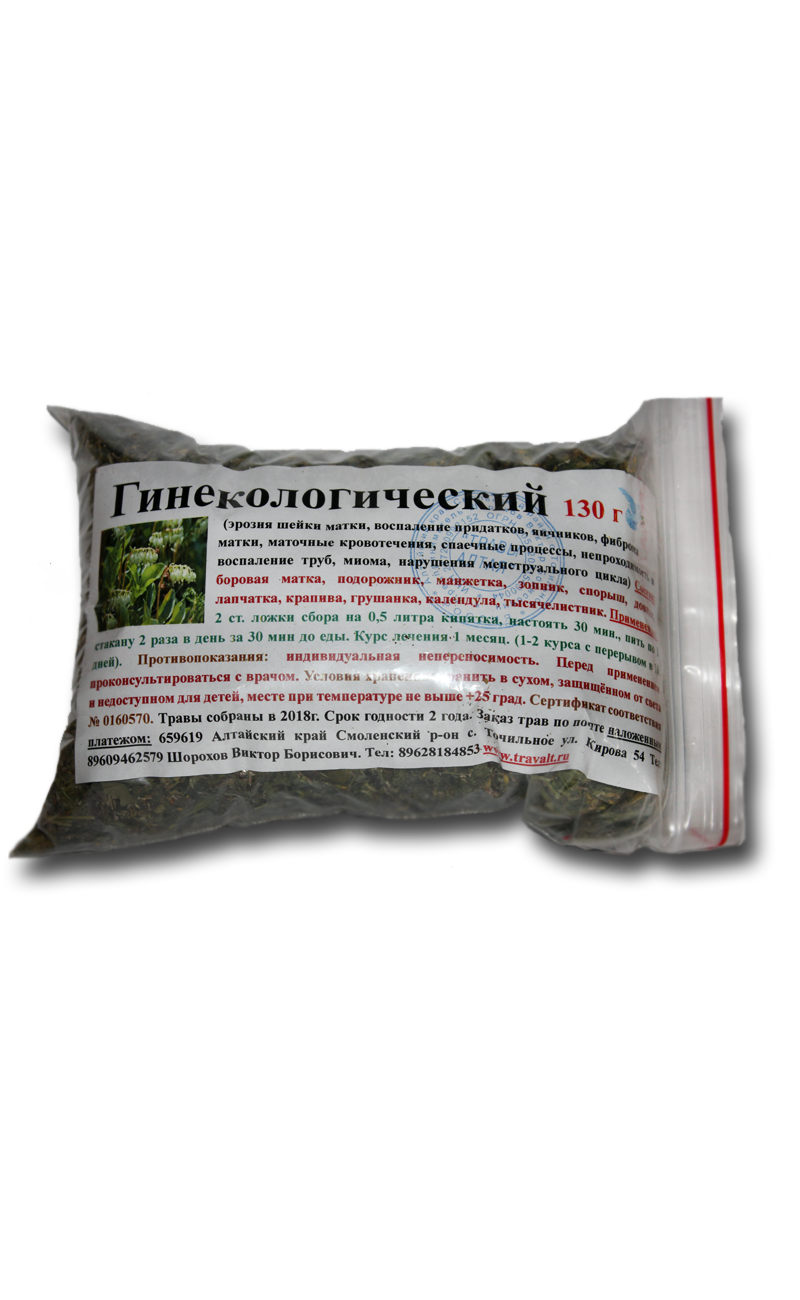 Гинекологический 130 г
(эрозия шейки матки, воспаление придатков, яичников, фиброма
матки, маточные кровотечения, спаечные процессы, непроходимость и
воспаление труб, миома, нарушения менструального цикла) Состав:
боровая матка, подорожник, манжетка, зопник, спорыш, донник,
лапчатка, крапива, грушанка, календула, тысячелистник. Применение:
2 ст. ложки сбора на 0,5 литра кипятка, настоять 30 мин., пить по
стакану 2 раза в день за 30 мин до еды. Курс лечения 1 месяц. (1-2 курса с перерывом в
дней). Противопоказания: индивидуальная непереносимость. Перед применением
проконсультироваться с врачом. Условия хранения: хранить в сухом, защищённом от света
и недоступном для детей, месте при температуре не выше +25 град. Сертификат соответствия
№ 0160570. Травы собраны в 2018г. Срок годности 2 года. Заказ трав по почте наложенным
платежом: 659619 Алтайский край Смоленский р-он с. Точильное ул. Кирова 54 Тел:
89609462579 Шорохов Виктор Борисович. Тел: 89628184853 www.travalt.ru